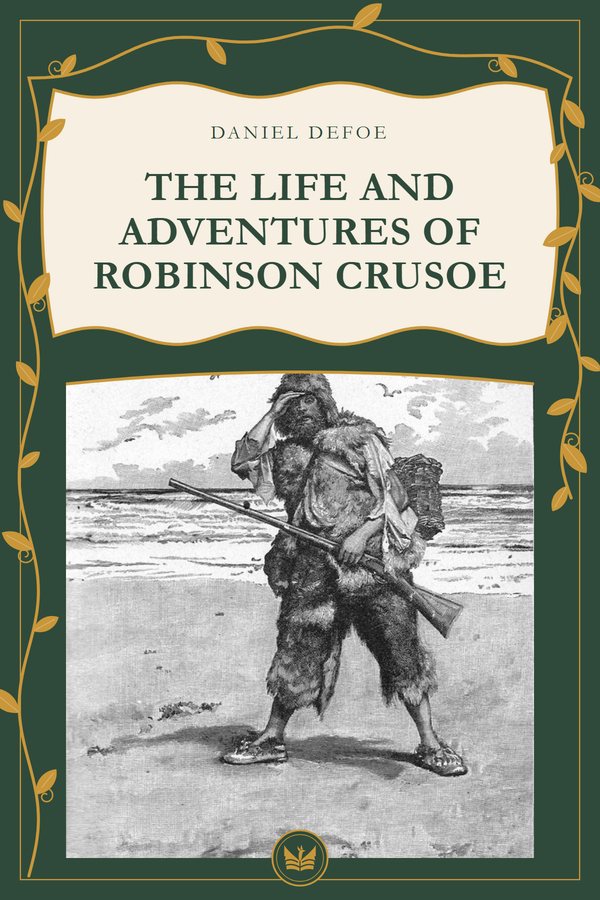 DANIEL DEFOE
THE LIFE AND
ADVENTURES OF
ROBINSON CRUSOE